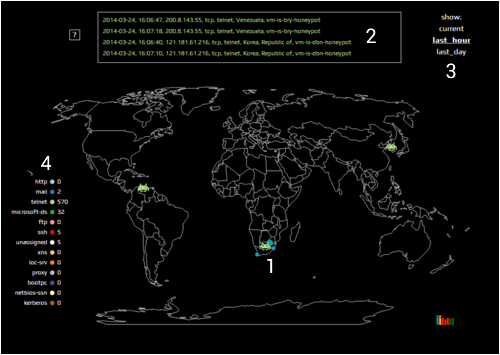 2014-03-24, 16:06:47, 200.8.143.55, tcp, telnet, Venezuela, vm-is-bry-honeypot
2014-03-24, 16:07:18, 200.8.143.55, tcp, telnet, Venezuela, vm-is-bry-honeypot
2014-03-24, 16:06:40, 121.181.61.216, tcp, telnet, Korea, Republic of, vm-is-dbn-honeypot
2014-03-24, 16:07:10, 121.181.61.216, tcp, telnet, Korea, Republic of, vm-is-dbn-honeypot
2
?
show:
current
last_hour
last_day
3
4
http 0
mail 2
telnet 570
microsoft-ds 32
ftp 0
ssh 5
unassigned 5
xns 0
loc-srv 0
proxy 0
bootpc 0
netbios-ssn 0
kerberos 0
1